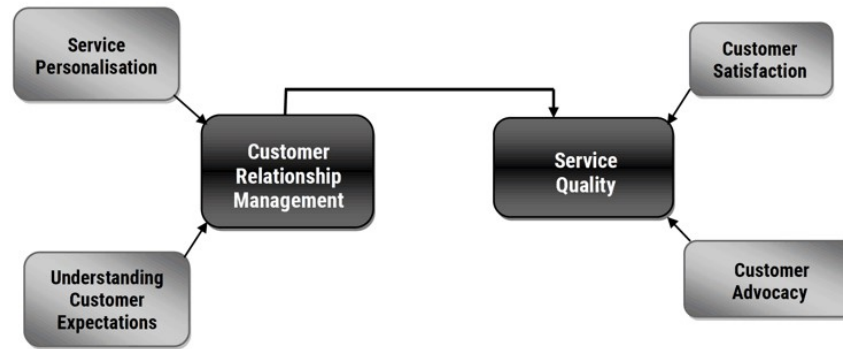 Service
Personalisation
Customer
Satisfaction
Customer
Relationship
Management
Service
Quality
Understanding
Customer
Expectations
Customer
Advocacy